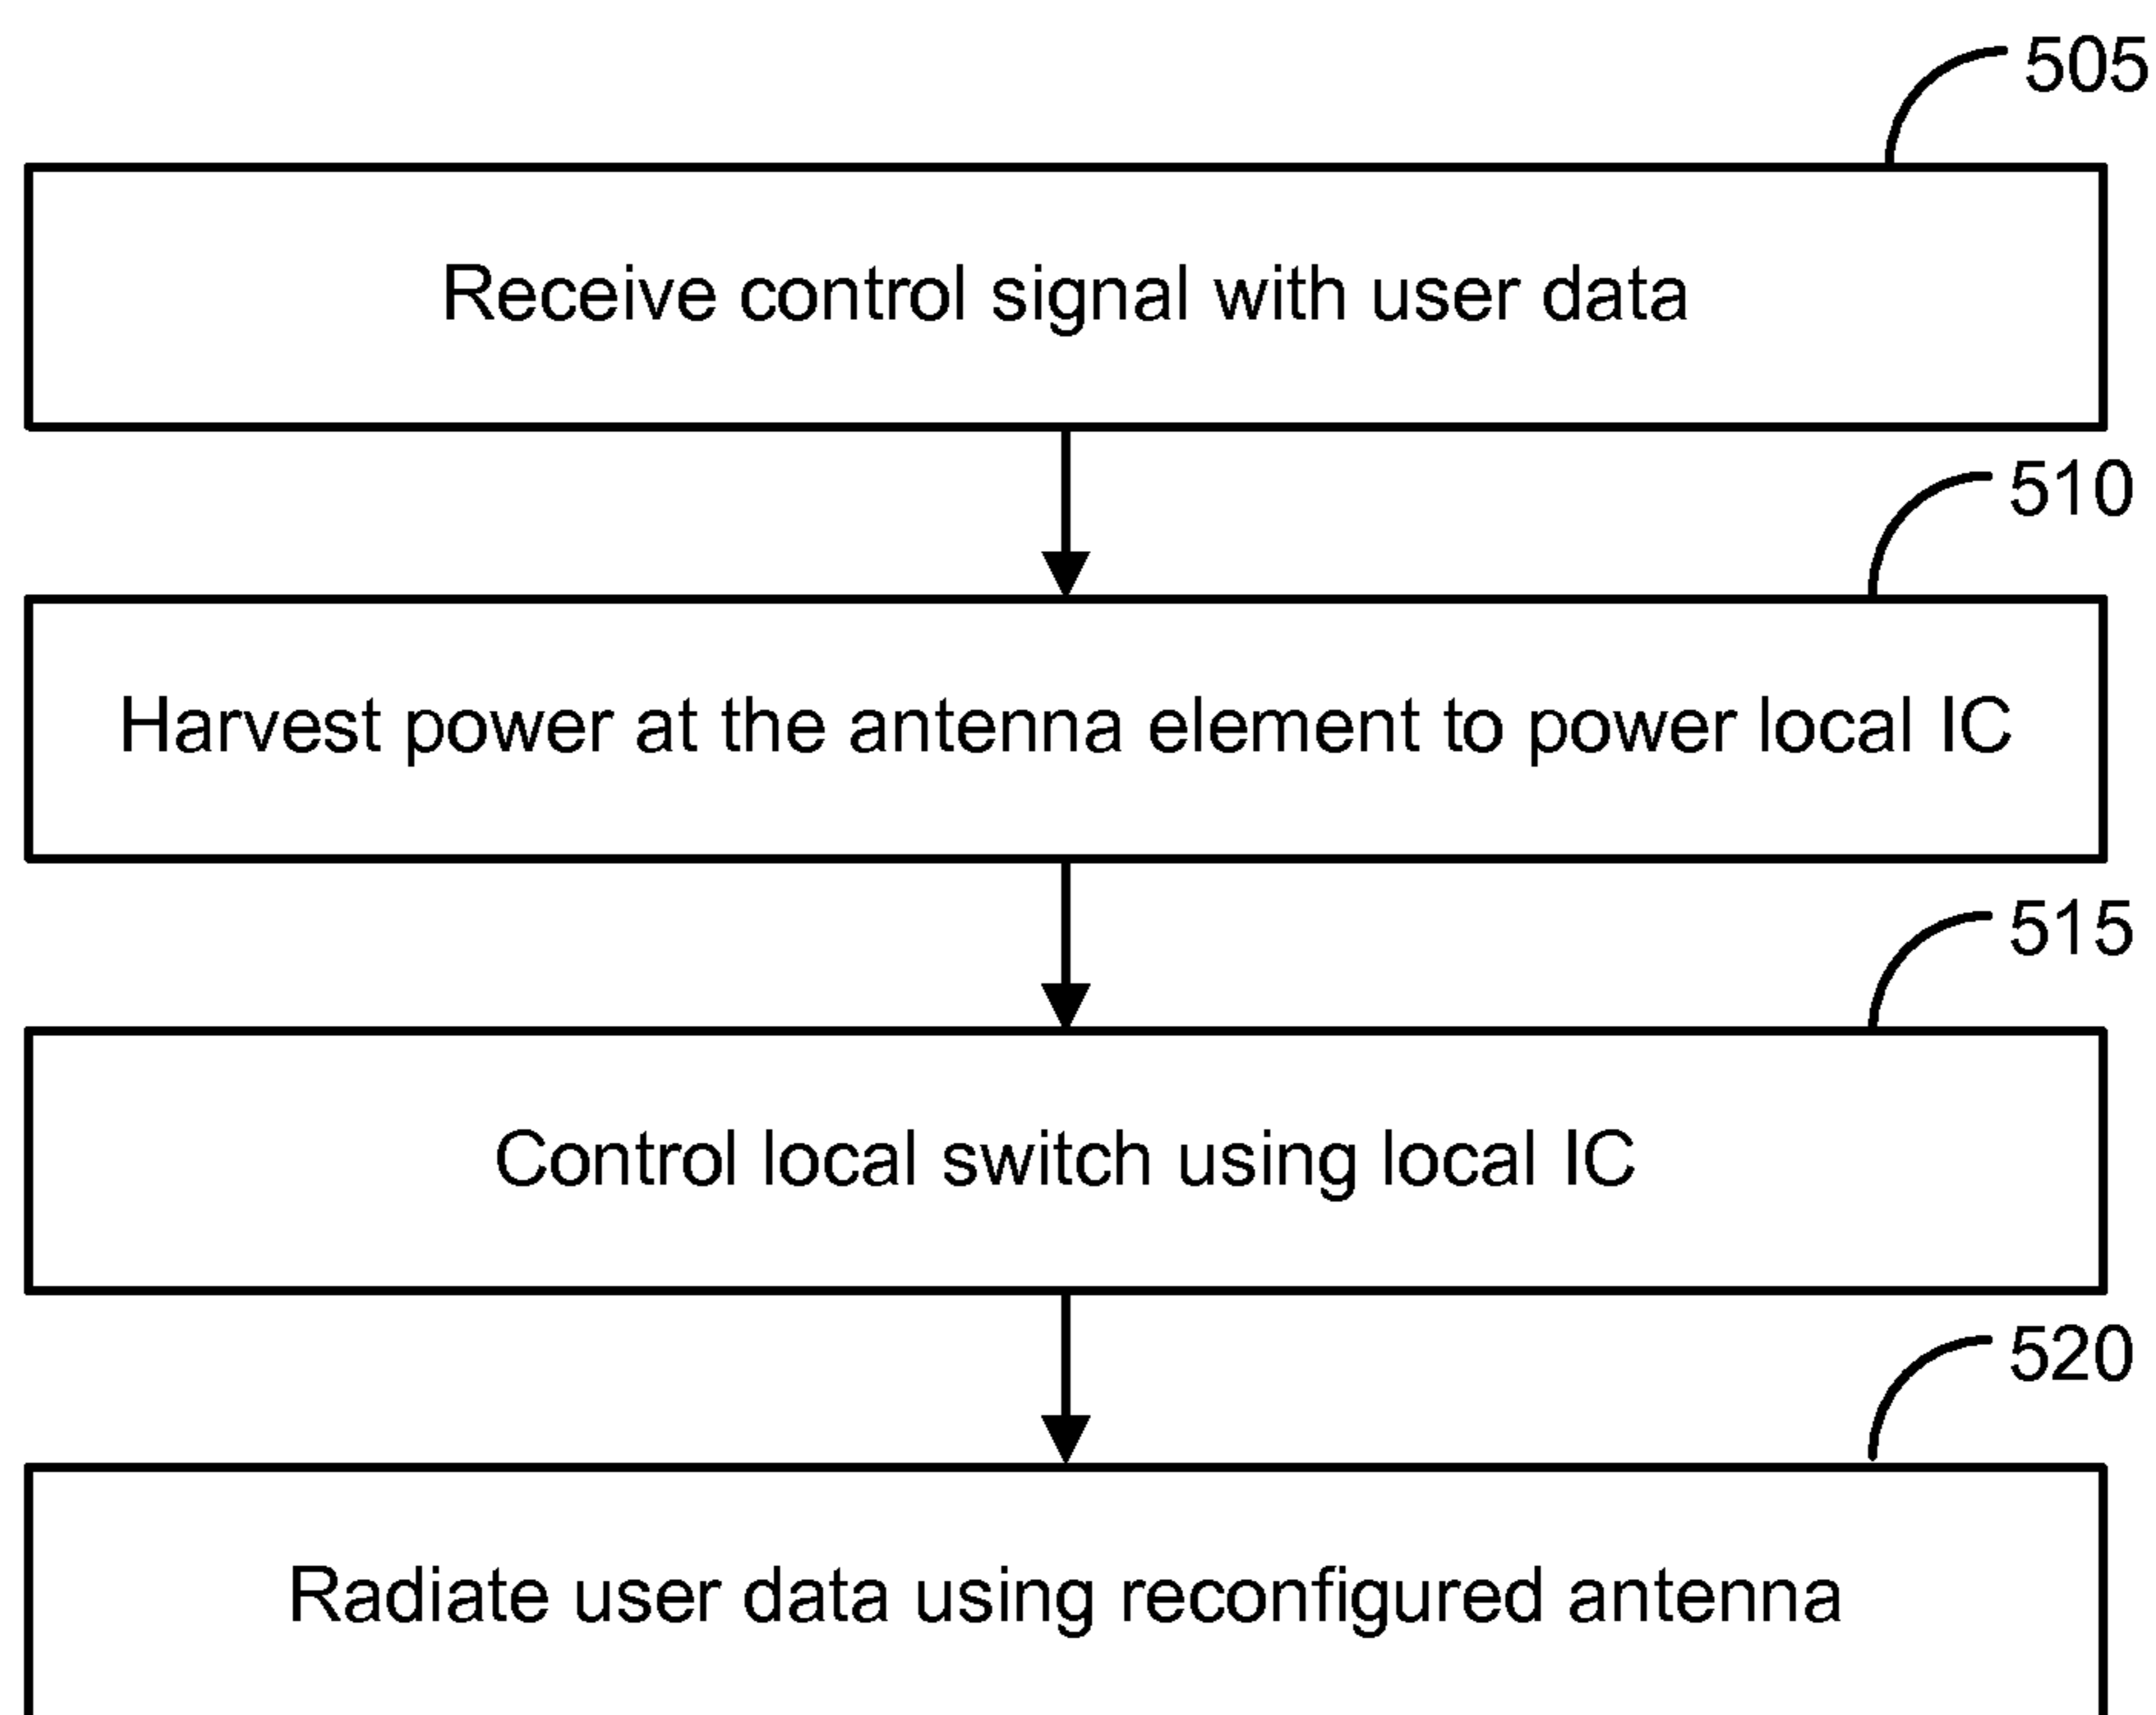 505
Receive control signal with user data
510
Harvest power at the antenna element to power local IC
515
Control local switch using local IC
520
Radiate user data using reconfigured antenna